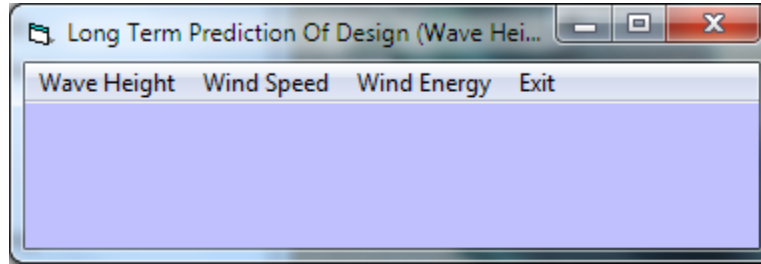 Long Term Prediction Of Design (Wave Hei...
Wave Height Wind Speed Wind Energy Exit